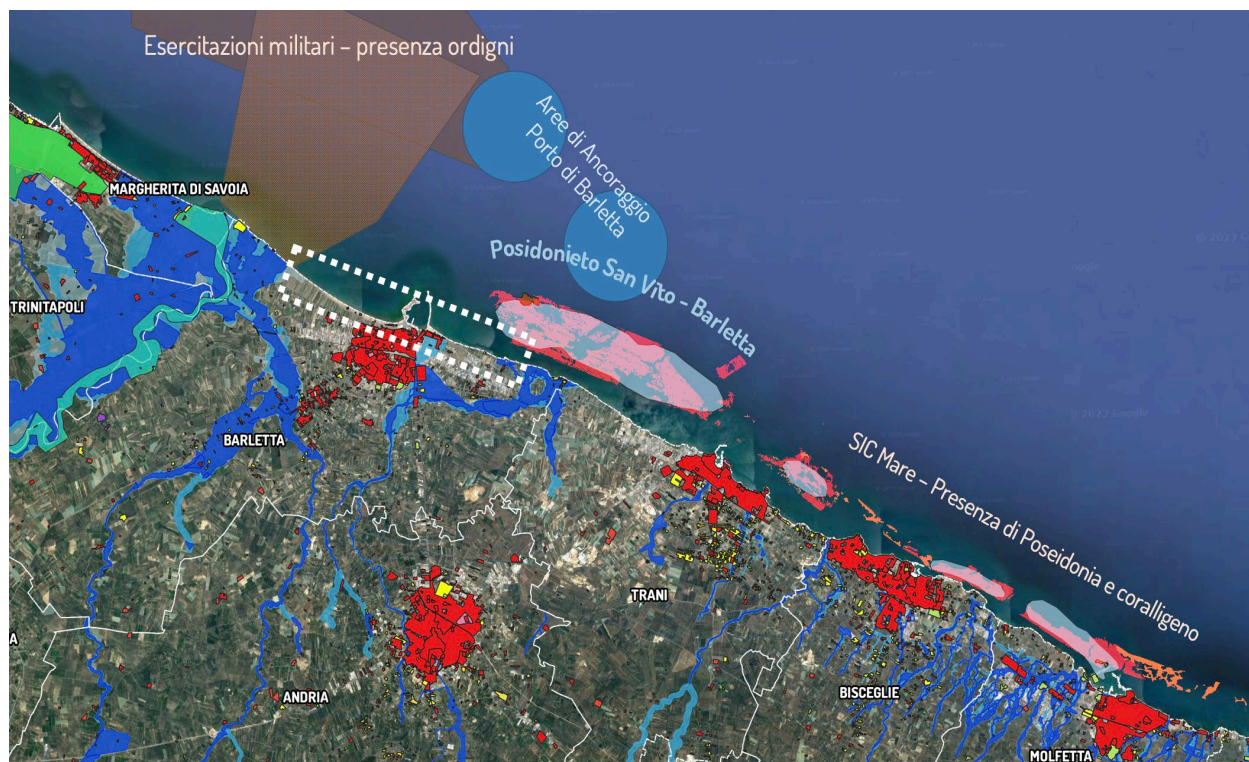 Esercitazioni militari – presenza ordigni
Aree di Ancoraggio
Porto di Barletta
MARGHERITA DI SAVOIA
Posidonieto San Vito - Barletta
TRINITAPOLI
BARLETTA
SIC Mare – Presenza di Poseidonia e coralligeno
TRANI
A
ANDRIA
BISCEGLIE
MOLFETTA